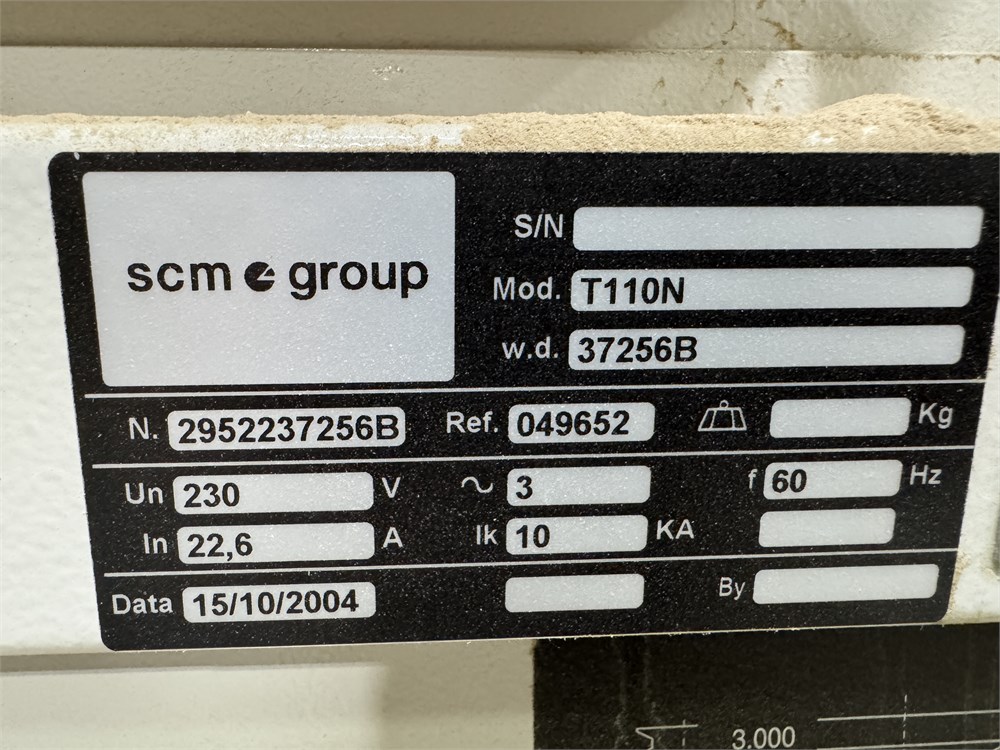 scm group
S/N
Mod. T110N
w.d. 37256B
N. 2952237256B Ref. 049652 Kg
Un 230 V ~ 3 f 60 Hz
In 22,6 A Ik 10 KA
Data 15/10/2004 By
3.000